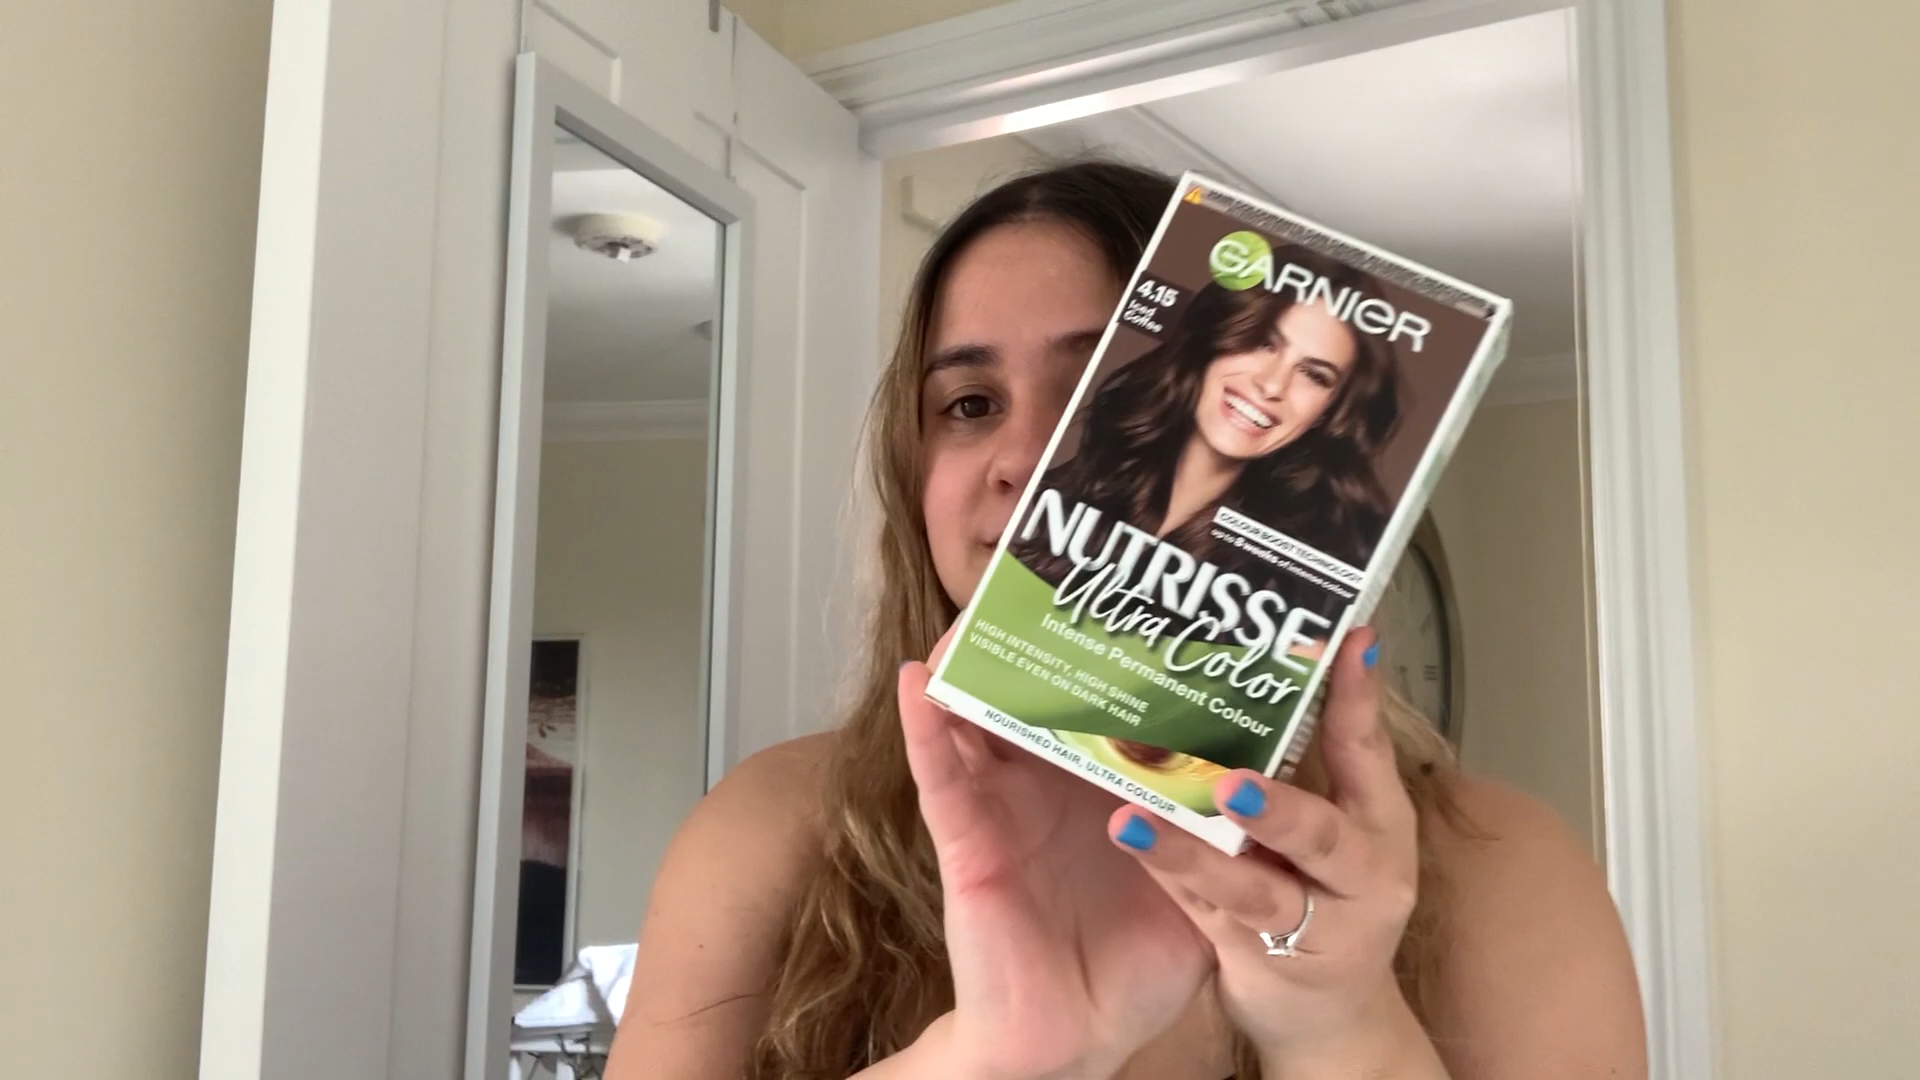 GARNIER
4.15
Iced
Coffee
COLOUR BOOST TECHNOLOGY
up to 8 weeks of intense colour
NUTRISSE
Ultra Color
Intense Permanent Colour
HIGH INTENSITY, HIGH SHINE
VISIBLE EVEN ON DARK HAIR
NOURISHED HAIR, ULTRA COLOUR